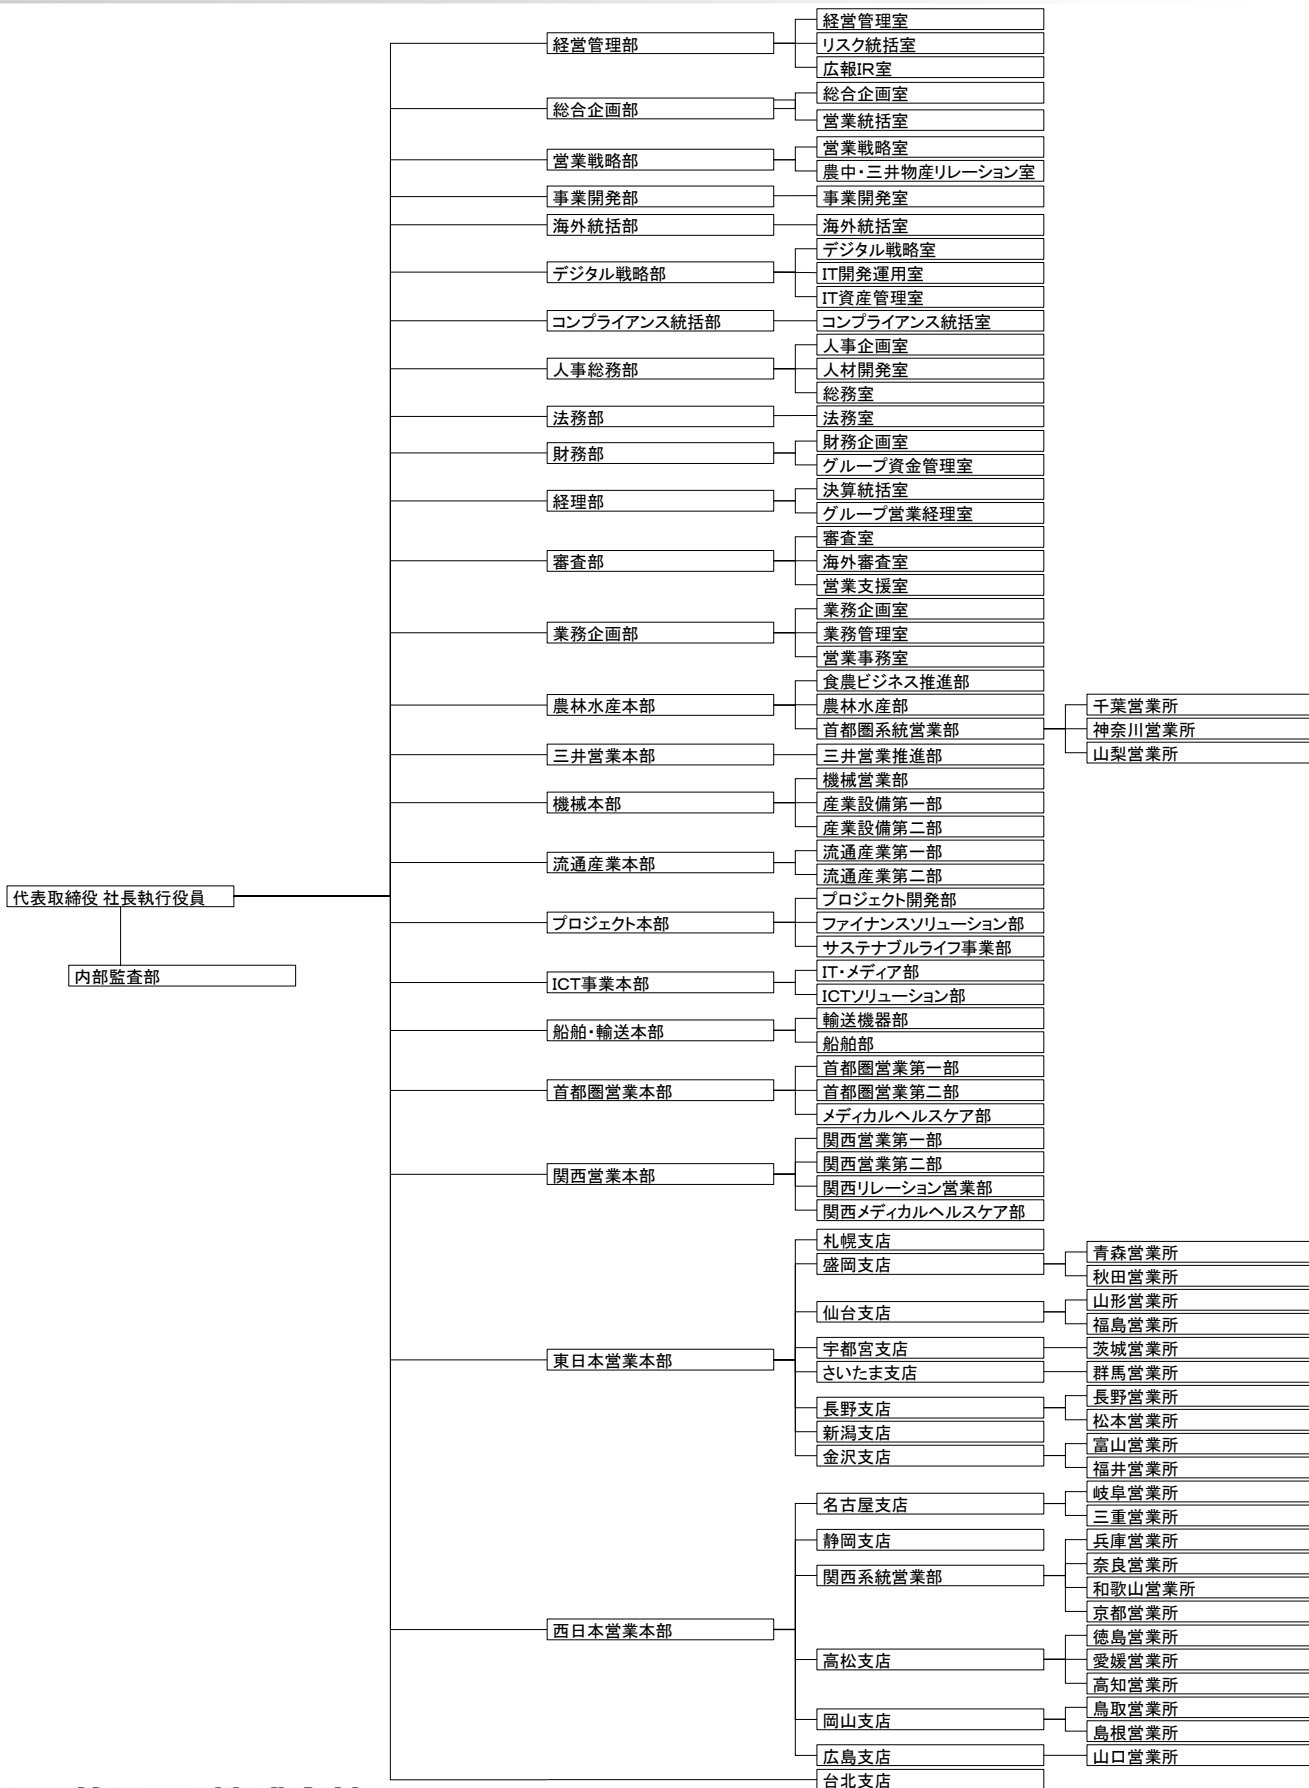 経営管理部
経営管理室
リスク統括室
広報IR室
総合企画部
総合企画室
営業統括室
営業戦略部
営業戦略室
農中・三井物産リレーション室
事業開発部
事業開発室
海外統括部
海外統括室
デジタル戦略部
デジタル戦略室
IT開発運用室
IT資産管理室
コンプライアンス統括部
コンプライアンス統括室
人事総務部
人事企画室
人材開発室
総務室
法務部
法務室
財務部
財務企画室
グループ資金管理室
経理部
決算統括室
グループ営業経理室
審査部
審査室
海外審査室
営業支援室
業務企画部
業務企画室
業務管理室
営業事務室
農林水産本部
食農ビジネス推進部
農林水産部
首都圏系統営業部
千葉営業所
神奈川営業所
山梨営業所
三井営業本部
三井営業推進部
機械本部
機械営業部
産業設備第一部
産業設備第二部
流通産業本部
流通産業第一部
流通産業第二部
代表取締役 社長執行役員
内部監査部
プロジェクト本部
プロジェクト開発部
ファイナンスソリューション部
サステナブルライフ事業部
ICT事業本部
IT・メディア部
ICTソリューション部
船舶・輸送本部
輸送機器部
船舶部
首都圏営業本部
首都圏営業第一部
首都圏営業第二部
メディカルヘルスケア部
関西営業本部
関西営業第一部
関西営業第二部
関西リレーション営業部
関西メディカルヘルスケア部
東日本営業本部
札幌支店
盛岡支店
青森営業所
秋田営業所
仙台支店
山形営業所
福島営業所
宇都宮支店
茨城営業所
さいたま支店
群馬営業所
長野支店
長野営業所
松本営業所
新潟支店
金沢支店
富山営業所
福井営業所
西日本営業本部
名古屋支店
岐阜営業所
三重営業所
静岡支店
関西系統営業部
兵庫営業所
奈良営業所
和歌山営業所
京都営業所
高松支店
徳島営業所
愛媛営業所
高知営業所
岡山支店
鳥取営業所
島根営業所
広島支店
山口営業所
台北支店